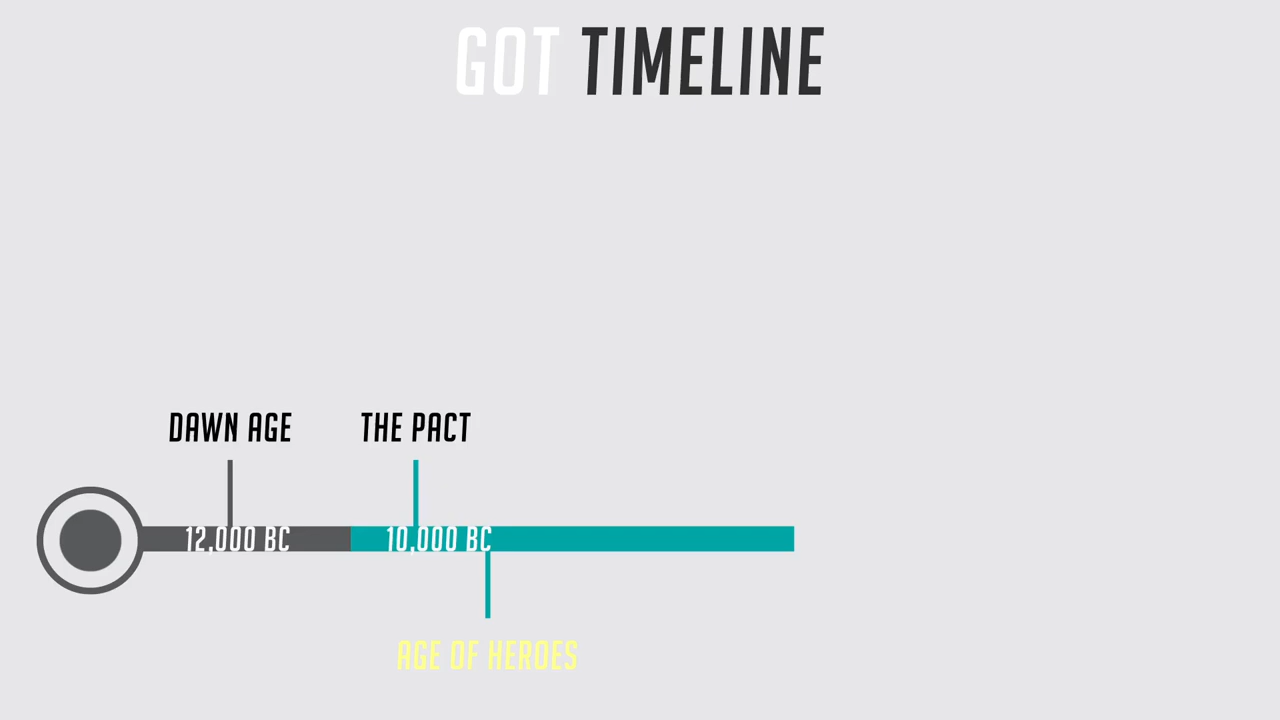 GOT TIMELINE
DAWN AGE
THE PACT
12,000 BC
10,000 BC
AGE OF HEROES